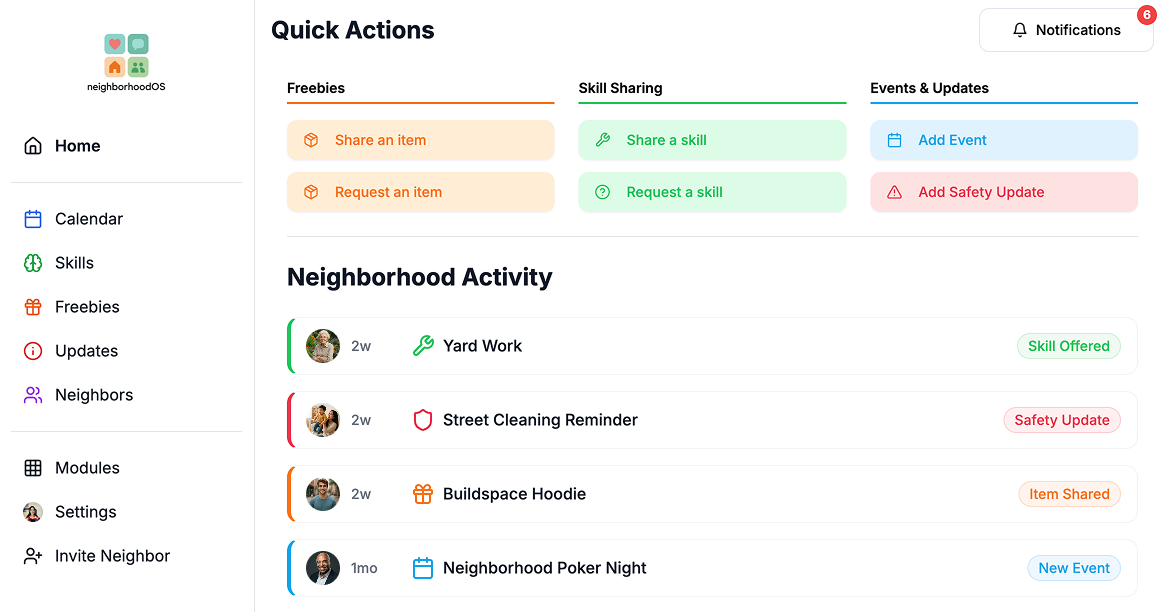 neighborhoodOS
Home
Calendar
Skills
Freebies
Updates
Neighbors
Modules
Settings
Invite Neighbor
Quick Actions
Notifications
6
Freebies
Share an item
Request an item
Skill Sharing
Share a skill
Request a skill
Events & Updates
Add Event
Add Safety Update
Neighborhood Activity
2w Yard Work Skill Offered
2w Street Cleaning Reminder Safety Update
2w Buildspace Hoodie Item Shared
1mo Neighborhood Poker Night New Event